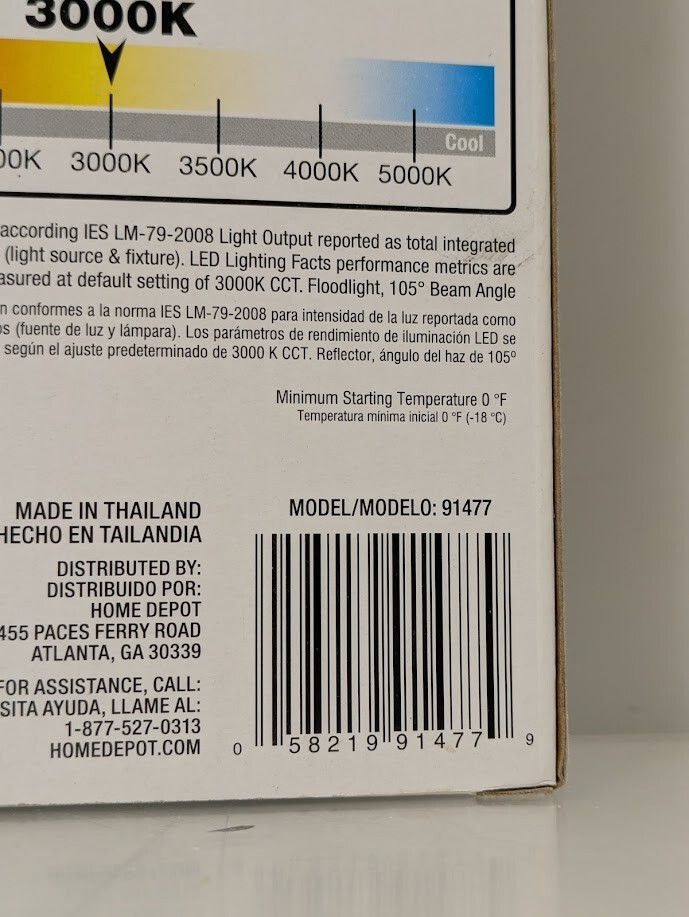 3000K
Cool
3000K 3500K 4000K 5000K
according IES LM-79-2008 Light Output reported as total integrated
(light source & fixture). LED Lighting Facts performance metrics are
at default setting of 3000K CCT. Floodlight, 105° Beam Angle
conformes a la norma IES LM-79-2008 para intensidad de la luz reportada como
(fuente de luz y lámpara). Los parámetros de rendimiento de iluminación LED se
según el ajuste predeterminado de 3000 K CCT. Reflector, ángulo del haz de 105º
Minimum Starting Temperature 0 °F
Temperatura mínima inicial 0 °F (-18 °C)
MADE IN THAILAND
HECHO EN TAILANDIA
DISTRIBUTED BY:
DISTRIBUIDO POR:
HOME DEPOT
455 PACES FERRY ROAD
ATLANTA, GA 30339
FOR ASSISTANCE, CALL:
SITA AYUDA, LLAME AL:
1-877-527-0313
HOMEDEPOT.COM
MODEL/MODELO: 91477
0 58219 91477 9